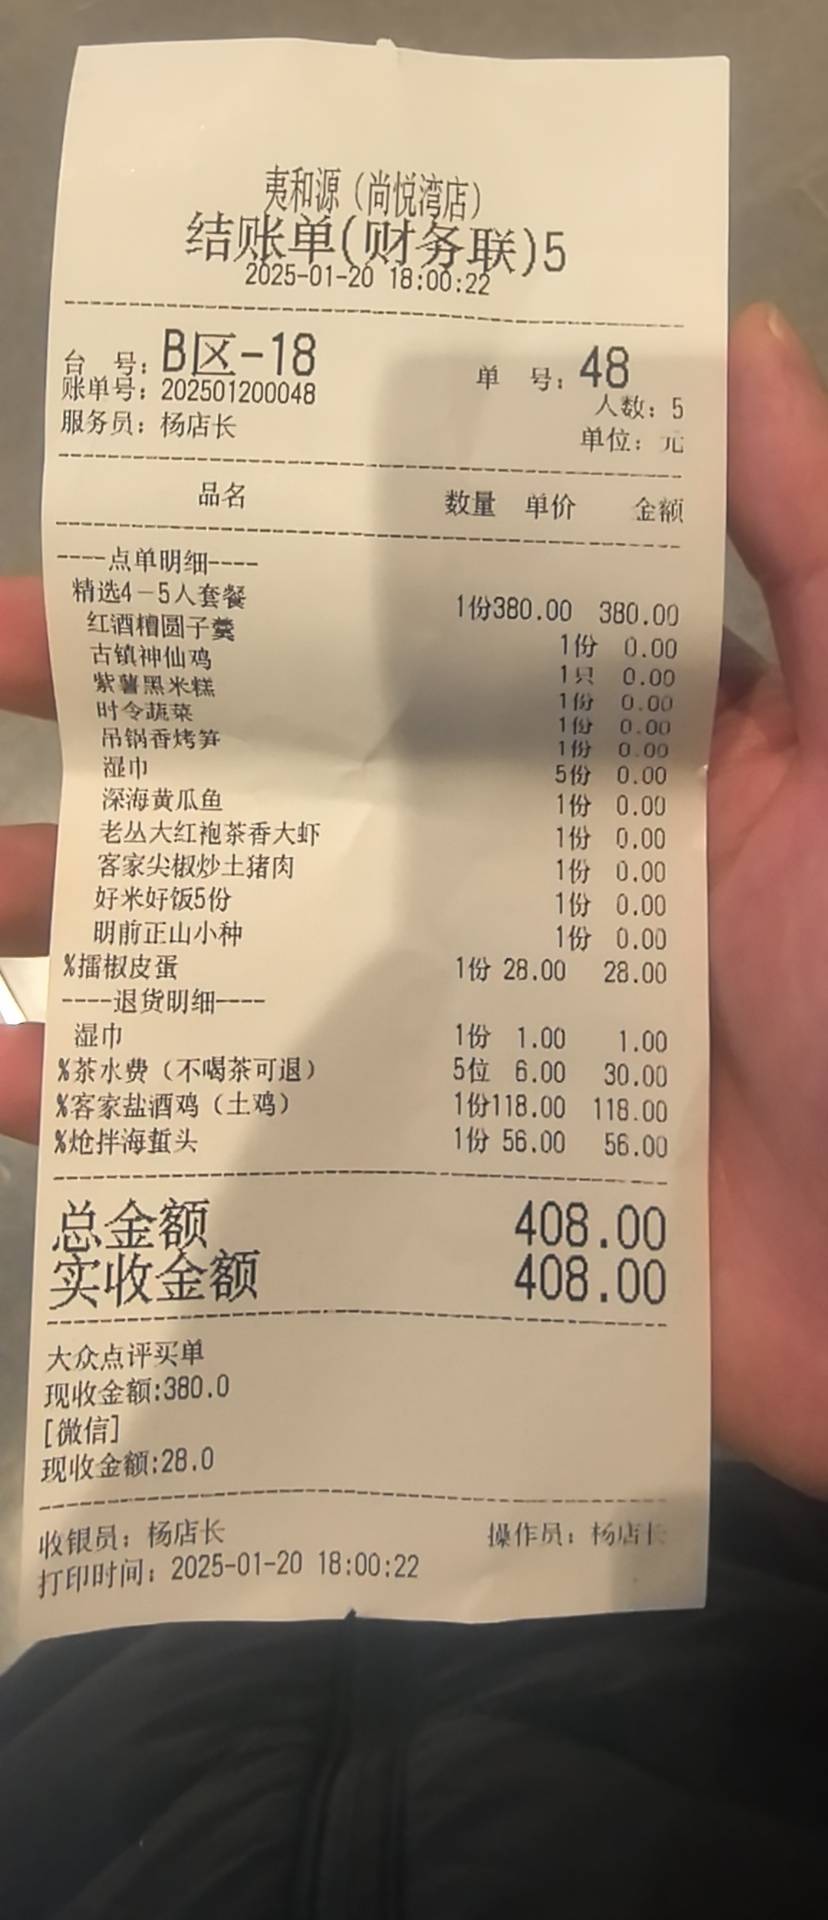 夷和源（尚悦湾店）
结账单(财务联)5
2025-01-20 18:00:22
台 号：B区-18 单 号：48
账单号：202501200048 人数：5
服务员：杨店长 单位：元
品名 数量 单价 金额
----点单明细----
精选4－5人套餐 1份380.00 380.00
红酒糟圆子羹 1份 0.00
古镇神仙鸡 1只 0.00
紫薯黑米糕 1份 0.00
时令蔬菜 1份 0.00
吊锅香烤笋 1份 0.00
湿巾 5份 0.00
深海黄瓜鱼 1份 0.00
老丛大红袍茶香大虾 1份 0.00
客家尖椒炒土猪肉 1份 0.00
好米好饭5份 1份 0.00
明前正山小种 1份 0.00
%擂椒皮蛋 1份 28.00 28.00
----退货明细----
湿巾 1份 1.00 1.00
%茶水费（不喝茶可退） 5位 6.00 30.00
%客家盐酒鸡（土鸡） 1份118.00 118.00
%炝拌海蜇头 1份 56.00 56.00
总金额 408.00
实收金额 408.00
大众点评买单
现收金额:380.0
[微信]
现收金额:28.0
收银员：杨店长 操作员：杨店长
打印时间：2025-01-20 18:00:22